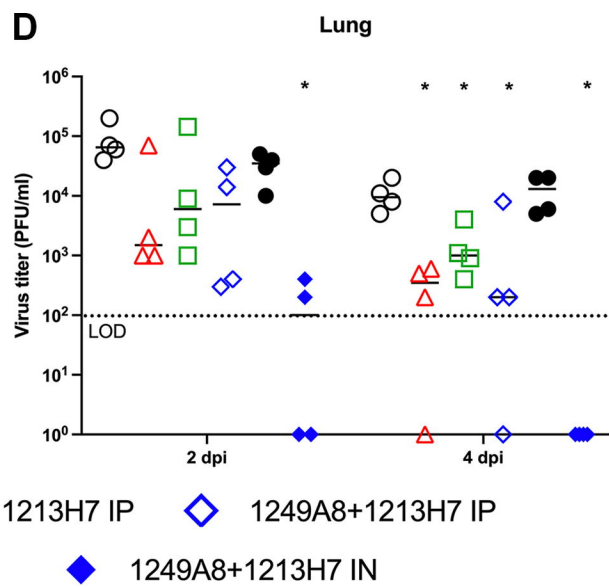 D
Lung
* * * * *
Virus titer (PFU/ml)
10⁶
10⁵
10⁴
10³
10²
10¹
10⁰
LOD
2 dpi 4 dpi
1213H7 IP 1249A8+1213H7 IP
1249A8+1213H7 IN